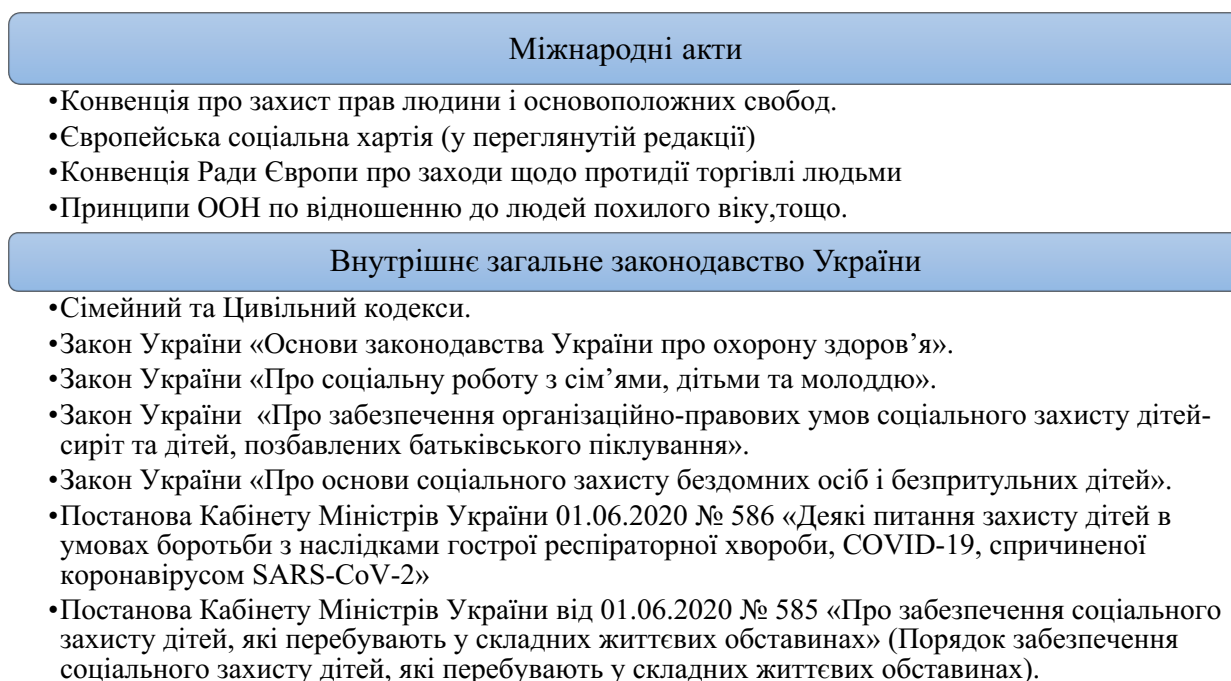 Міжнародні акти
•Конвенція про захист прав людини і основоположних свобод.
•Європейська соціальна хартія (у переглянутій редакції)
•Конвенція Ради Європи про заходи щодо протидії торгівлі людьми
•Принципи ООН по відношенню до людей похилого віку,тощо.
Внутрішнє загальне законодавство України
•Сімейний та Цивільний кодекси.
•Закон України «Основи законодавства України про охорону здоров’я».
•Закон України «Про соціальну роботу з сім’ями, дітьми та молоддю».
•Закон України «Про забезпечення організаційно-правових умов соціального захисту дітей-
сиріт та дітей, позбавлених батьківського піклування».
•Закон України «Про основи соціального захисту бездомних осіб і безпритульних дітей».
•Постанова Кабінету Міністрів України 01.06.2020 № 586 «Деякі питання захисту дітей в
умовах боротьби з наслідками гострої респіраторної хвороби, COVID-19, спричиненої
коронавірусом SARS-CoV-2»
•Постанова Кабінету Міністрів України від 01.06.2020 № 585 «Про забезпечення соціального
захисту дітей, які перебувають у складних життєвих обставинах» (Порядок забезпечення
соціального захисту дітей, які перебувають у складних життєвих обставинах).